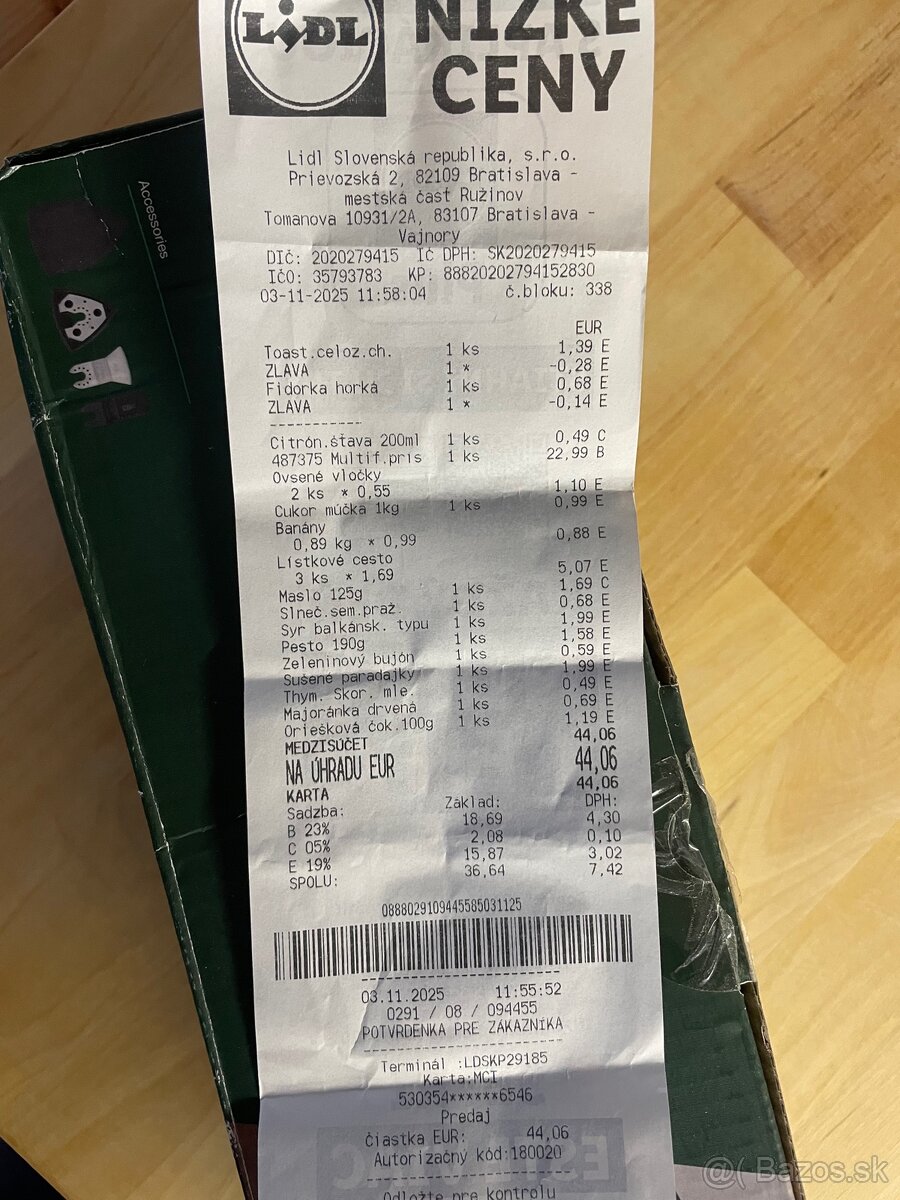 LiDL
NÍZKE
CENY
Lidl Slovenská republika, s.r.o.
Prievozská 2, 82109 Bratislava -
mestská časť Ružinov
Tomanova 10931/2A, 83107 Bratislava -
Vajnory
DIČ: 2020279415 IČ DPH: SK2020279415
IČO: 35793783 KP: 88820202794152830
03-11-2025 11:58:04 č.bloku: 338
EUR
Toast.celoz.ch. 1 ks 1,39 E
ZLAVA 1 * -0,28 E
Fidorka horká 1 ks 0,68 E
ZLAVA 1 * -0,14 E
------------
Citrón.šťava 200ml 1 ks 0,49 C
487375 Multif.prís 1 ks 22,99 B
Ovsené vločky
2 ks * 0,55 1,10 E
Cukor múčka 1kg 1 ks 0,99 E
Banány
0,89 kg * 0,99 0,88 E
Lístkové cesto
3 ks * 1,69 5,07 E
Maslo 125g 1 ks 1,69 C
Slneč.sem.praž. 1 ks 0,68 E
Syr balkánsk. typu 1 ks 1,99 E
Pesto 190g 1 ks 1,58 E
Zeleninový bujón 1 ks 0,59 E
Sušené paradajky 1 ks 1,99 E
Thym. Skor. mle. 1 ks 0,49 E
Majoránka drvená 1 ks 0,69 E
Oriešková čok.100g 1 ks 1,19 E
MEDZISÚČET 44,06
NA ÚHRADU EUR 44,06
KARTA 44,06
Sadzba: Základ: DPH:
B 23% 18,69 4,30
C 05% 2,08 0,10
E 19% 15,87 3,02
SPOLU: 36,64 7,42
0888029109445585031125
03.11.2025 11:55:52
0291 / 08 / 094455
POTVRDENKA PRE ZÁKAZNÍKA
Terminál :LDSKP29185
Karta:MCI
530354******6546
Predaj
čiastka EUR: 44,06
Autorizačný kód:180020
Odložte pre kontrolu
Accessories
@( Bazos.sk